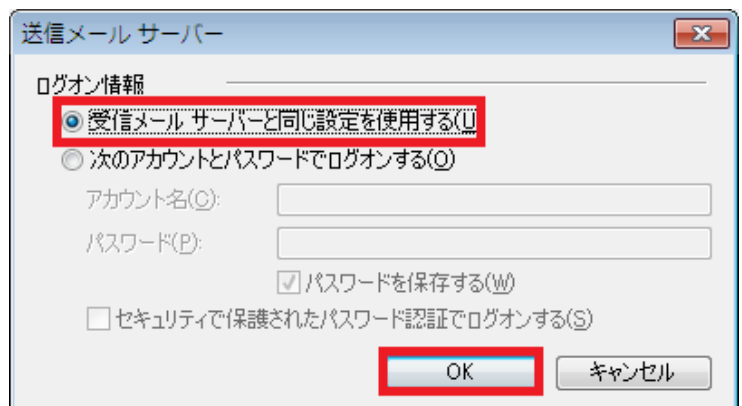 送信メール サーバー
ログオン情報
受信メール サーバーと同じ設定を使用する(U
次のアカウントとパスワードでログオンする(O)
アカウント名(C):
パスワード(P):
パスワードを保存する(W)
セキュリティで保護されたパスワード認証でログオンする(S)
OK キャンセル